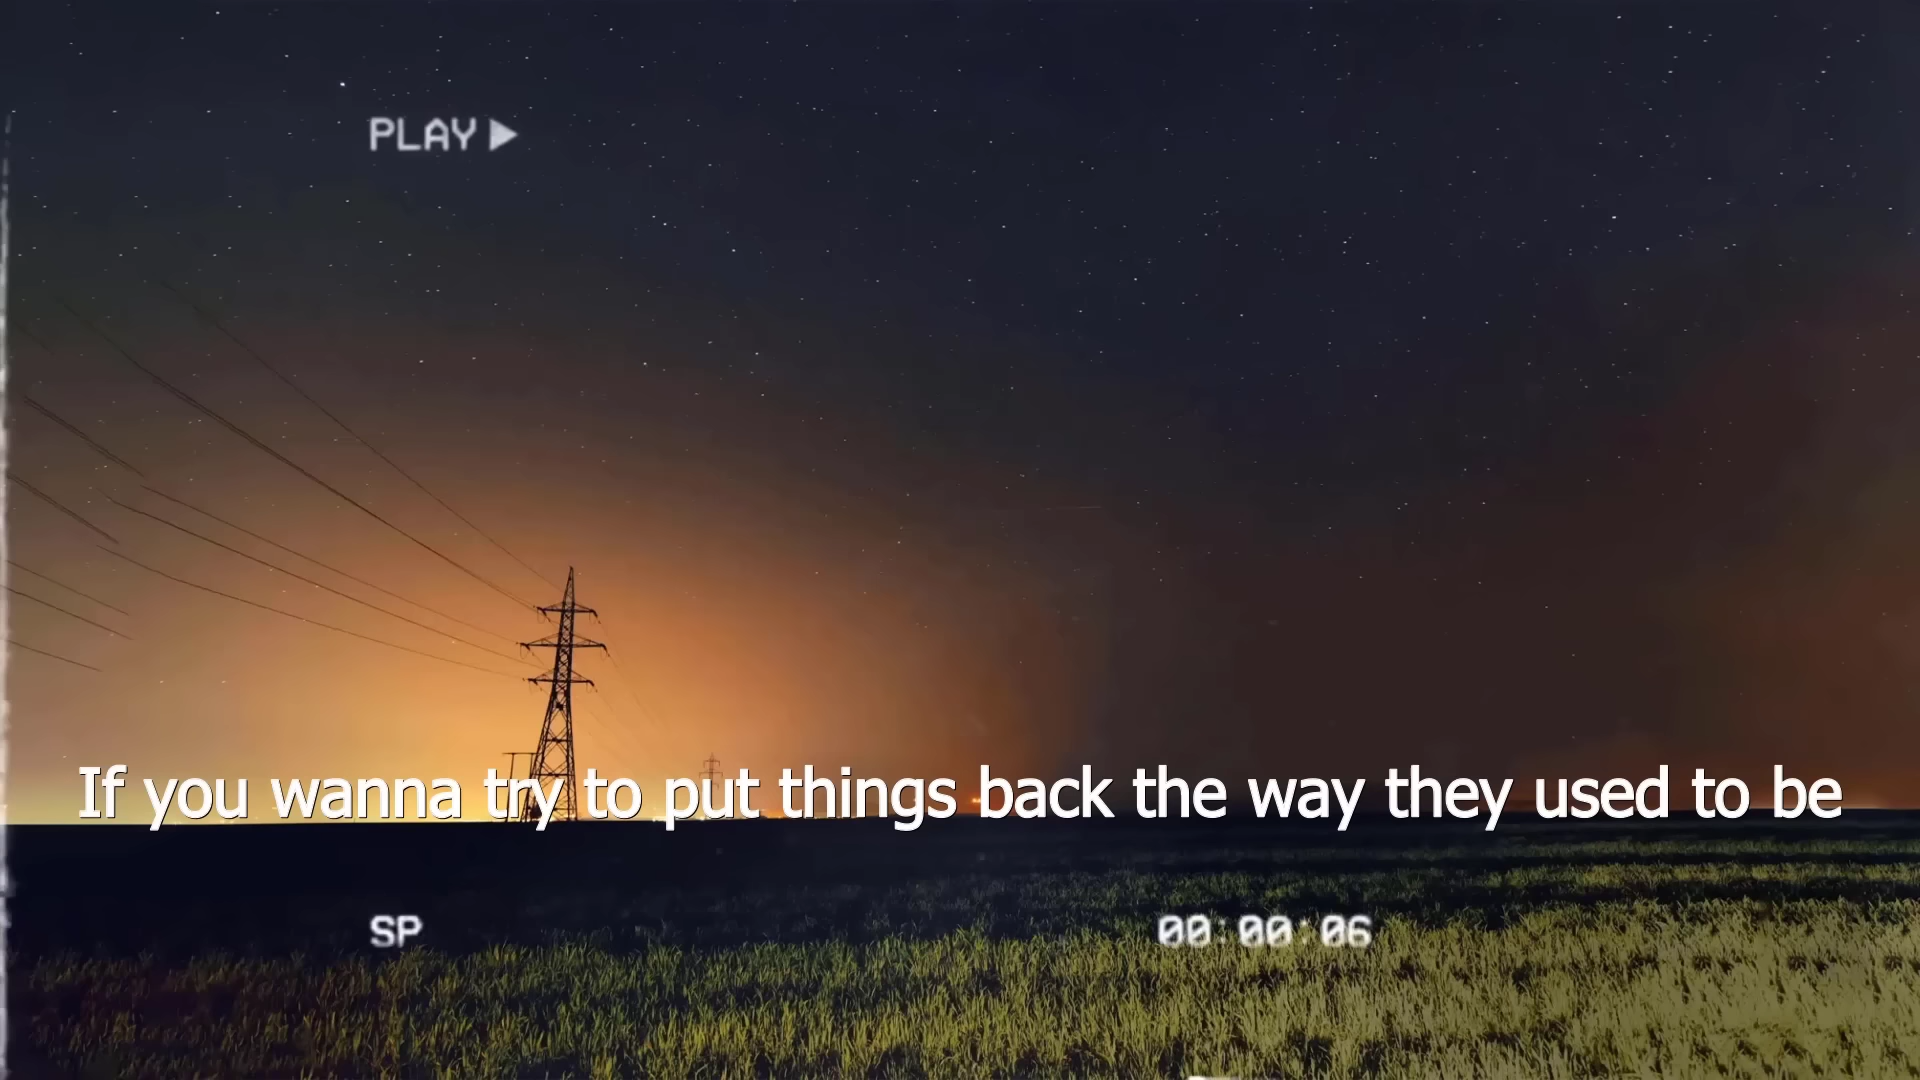 PLAY
If you wanna try to put things back the way they used to be
SP
00:00:06